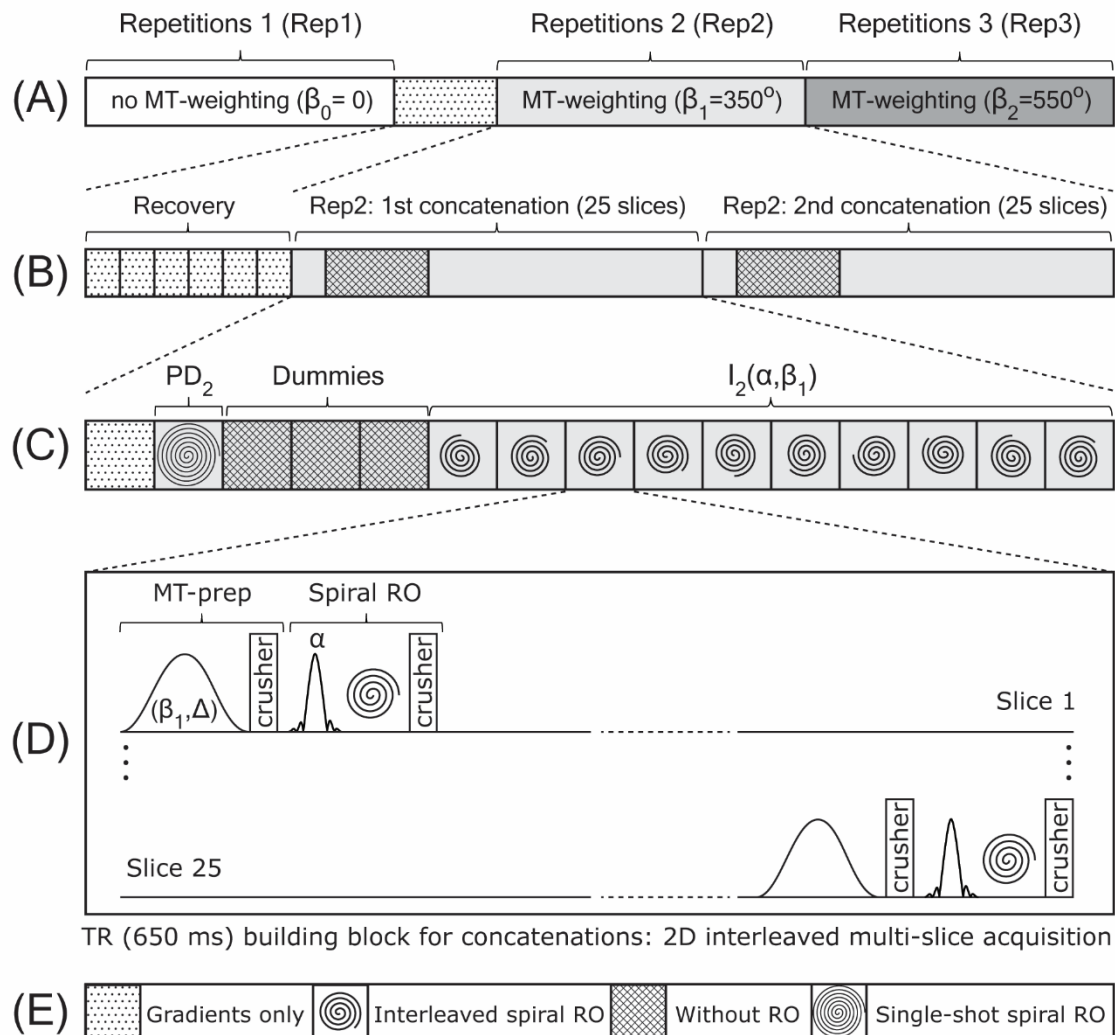 Repetitions 1 (Rep1) Repetitions 2 (Rep2) Repetitions 3 (Rep3)
(A) no MT-weighting (β₀= 0) MT-weighting (β₁=350°) MT-weighting (β₂=550°)
Recovery Rep2: 1st concatenation (25 slices) Rep2: 2nd concatenation (25 slices)
(B)
PD₂ Dummies I₂(α,β₁)
(C)
MT-prep Spiral RO
α
(β₁,Δ) crusher crusher
Slice 1
(D)
Slice 25 crusher crusher
TR (650 ms) building block for concatenations: 2D interleaved multi-slice acquisition
(E) Gradients only Interleaved spiral RO Without RO Single-shot spiral RO